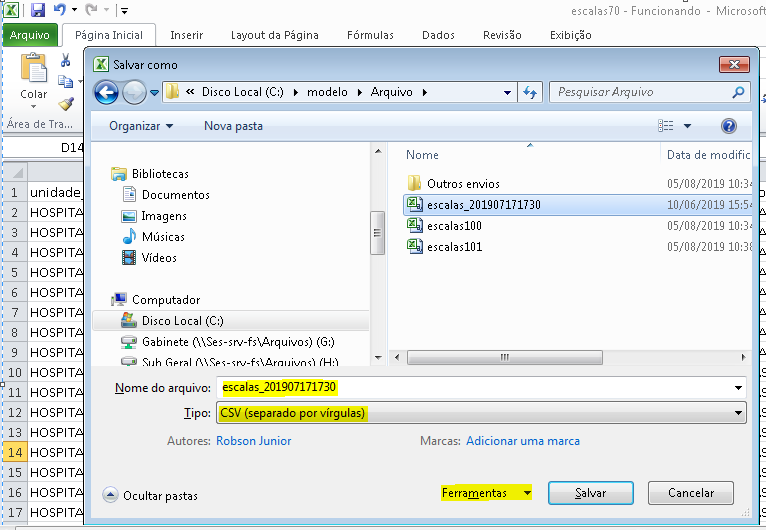 escalas70 - Funcionando - Microsof
Arquivo Página Inicial Inserir Layout da Página Fórmulas Dados Revisão Exibição
Colar
Área de Tra...
D14
Salvar como
« Disco Local (C:) modelo Arquivo
Pesquisar Arquivo
Organizar Nova pasta
Bibliotecas
Documentos
Imagens
Músicas
Vídeos
Computador
Disco Local (C:)
Gabinete (\\Ses-srv-fs\Arquivos) (G:)
Sub Geral (\\Ses-srv-fs\Arquivos) (H:)
Nome Data de modific
Outros envios 05/08/2019 10:34
escalas_201907171730 10/06/2019 15:54
escalas100 05/08/2019 10:34
escalas101 05/08/2019 10:38
Nome do arquivo: escalas_201907171730
Tipo: CSV (separado por vírgulas)
Autores: Robson Junior Marcas: Adicionar uma marca
Ocultar pastas Ferramentas Salvar Cancelar
1 unidade_
2 HOSPITA
3 HOSPITA
4 HOSPITA
5 HOSPITA
6 HOSPITA
7 HOSPITA
8 HOSPITA
9 HOSPITA
10 HOSPITA
11 HOSPITA
12 HOSPITA
13 HOSPITA
14 HOSPITA
15 HOSPITA
16 HOSPITA
17 HOSPITA